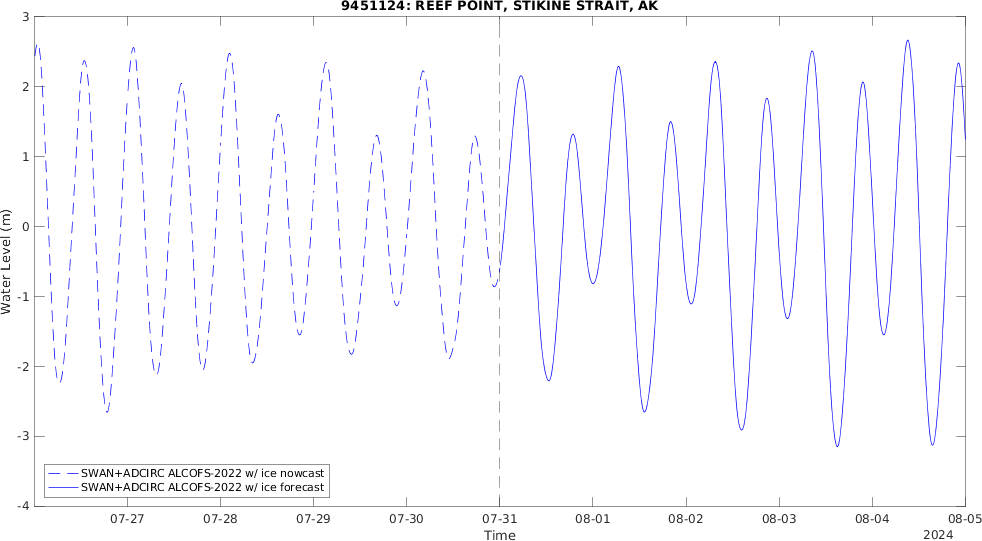 9451124: REEF POINT, STIKINE STRAIT, AK
3
2
1
0
-1
-2
-3
-4
Water Level (m)
SWAN+ADCIRC ALCOFS-2022 w/ ice nowcast
SWAN+ADCIRC ALCOFS-2022 w/ ice forecast
07-27 07-28 07-29 07-30 07-31 08-01 08-02 08-03 08-04 08-05
Time
2024